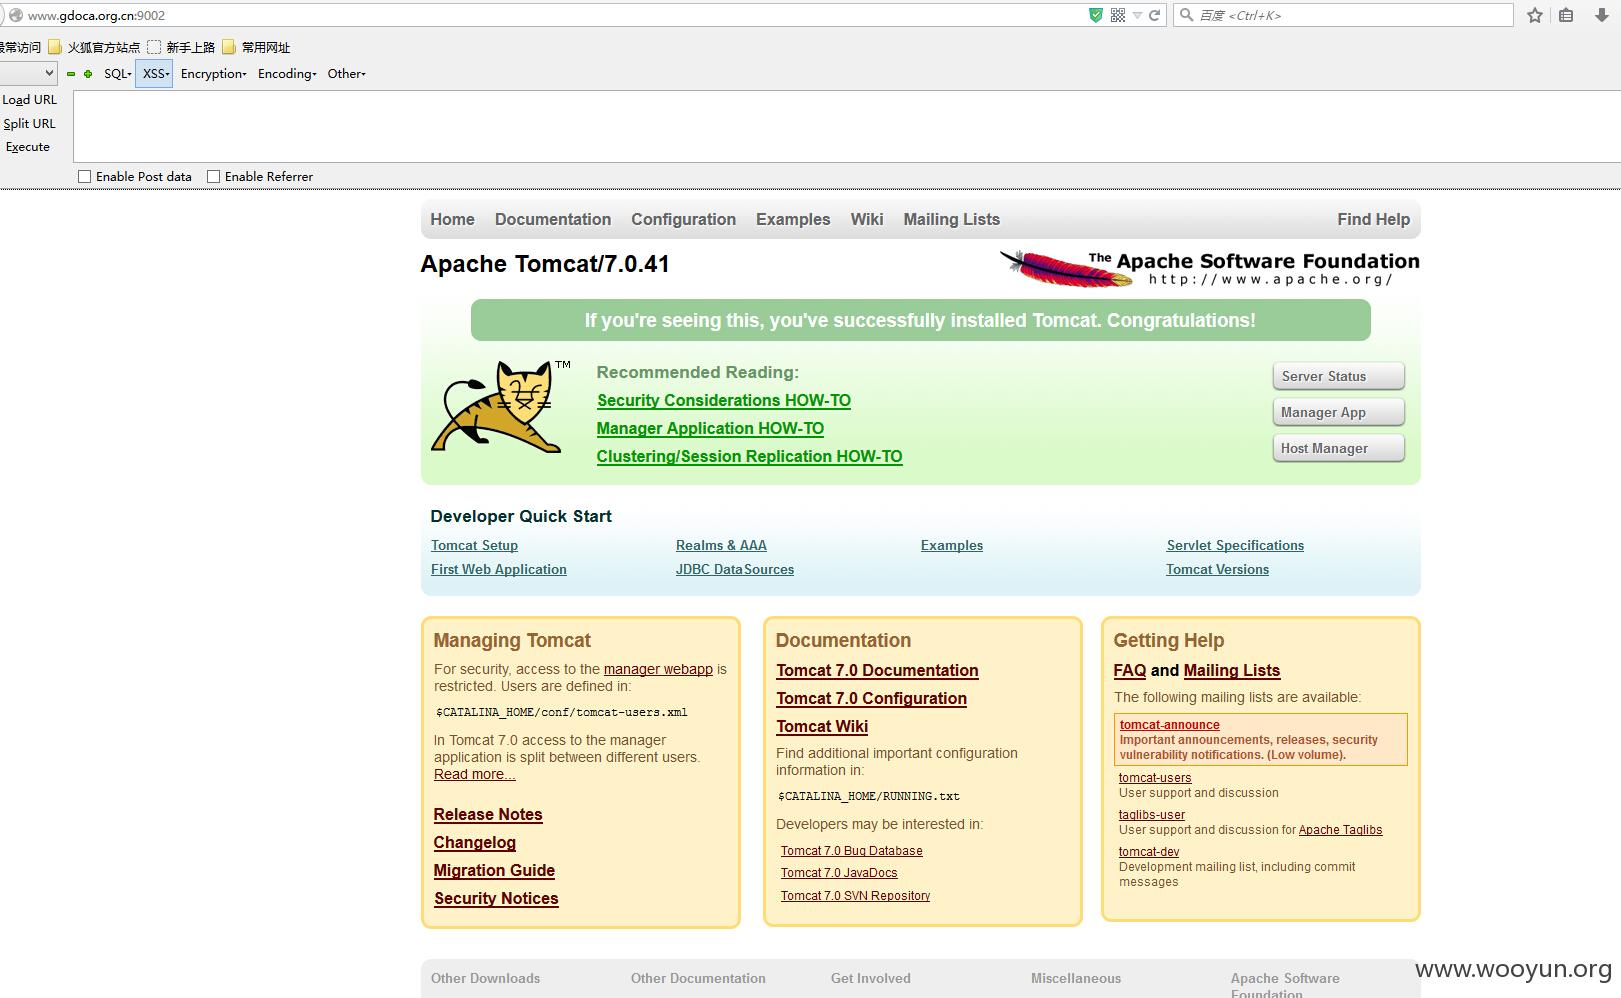 www.gdoca.org.cn:9002
百度 <Ctrl+K>
最常访问 火狐官方站点 新手上路 常用网址
SQL XSS Encryption Encoding Other
Load URL
Split URL
Execute
Enable Post data Enable Referrer
Home Documentation Configuration Examples Wiki Mailing Lists Find Help
Apache Tomcat/7.0.41
The Apache Software Foundation
http://www.apache.org/
If you're seeing this, you've successfully installed Tomcat. Congratulations!
TM
Recommended Reading:
Security Considerations HOW-TO
Manager Application HOW-TO
Clustering/Session Replication HOW-TO
Server Status
Manager App
Host Manager
Developer Quick Start
Tomcat Setup Realms & AAA Examples Servlet Specifications
First Web Application JDBC DataSources Tomcat Versions
Managing Tomcat
For security, access to the manager webapp is
restricted. Users are defined in:
$CATALINA_HOME/conf/tomcat-users.xml
In Tomcat 7.0 access to the manager
application is split between different users.
Read more...
Release Notes
Changelog
Migration Guide
Security Notices
Documentation
Tomcat 7.0 Documentation
Tomcat 7.0 Configuration
Tomcat Wiki
Find additional important configuration
information in:
$CATALINA_HOME/RUNNING.txt
Developers may be interested in:
Tomcat 7.0 Bug Database
Tomcat 7.0 JavaDocs
Tomcat 7.0 SVN Repository
Getting Help
FAQ and Mailing Lists
The following mailing lists are available:
tomcat-announce
Important announcements, releases, security
vulnerability notifications. (Low volume).
tomcat-users
User support and discussion
taglibs-user
User support and discussion for Apache Taglibs
tomcat-dev
Development mailing list, including commit
messages
Other Downloads Other Documentation Get Involved Miscellaneous Apache Software
Foundation
www.wooyun.org